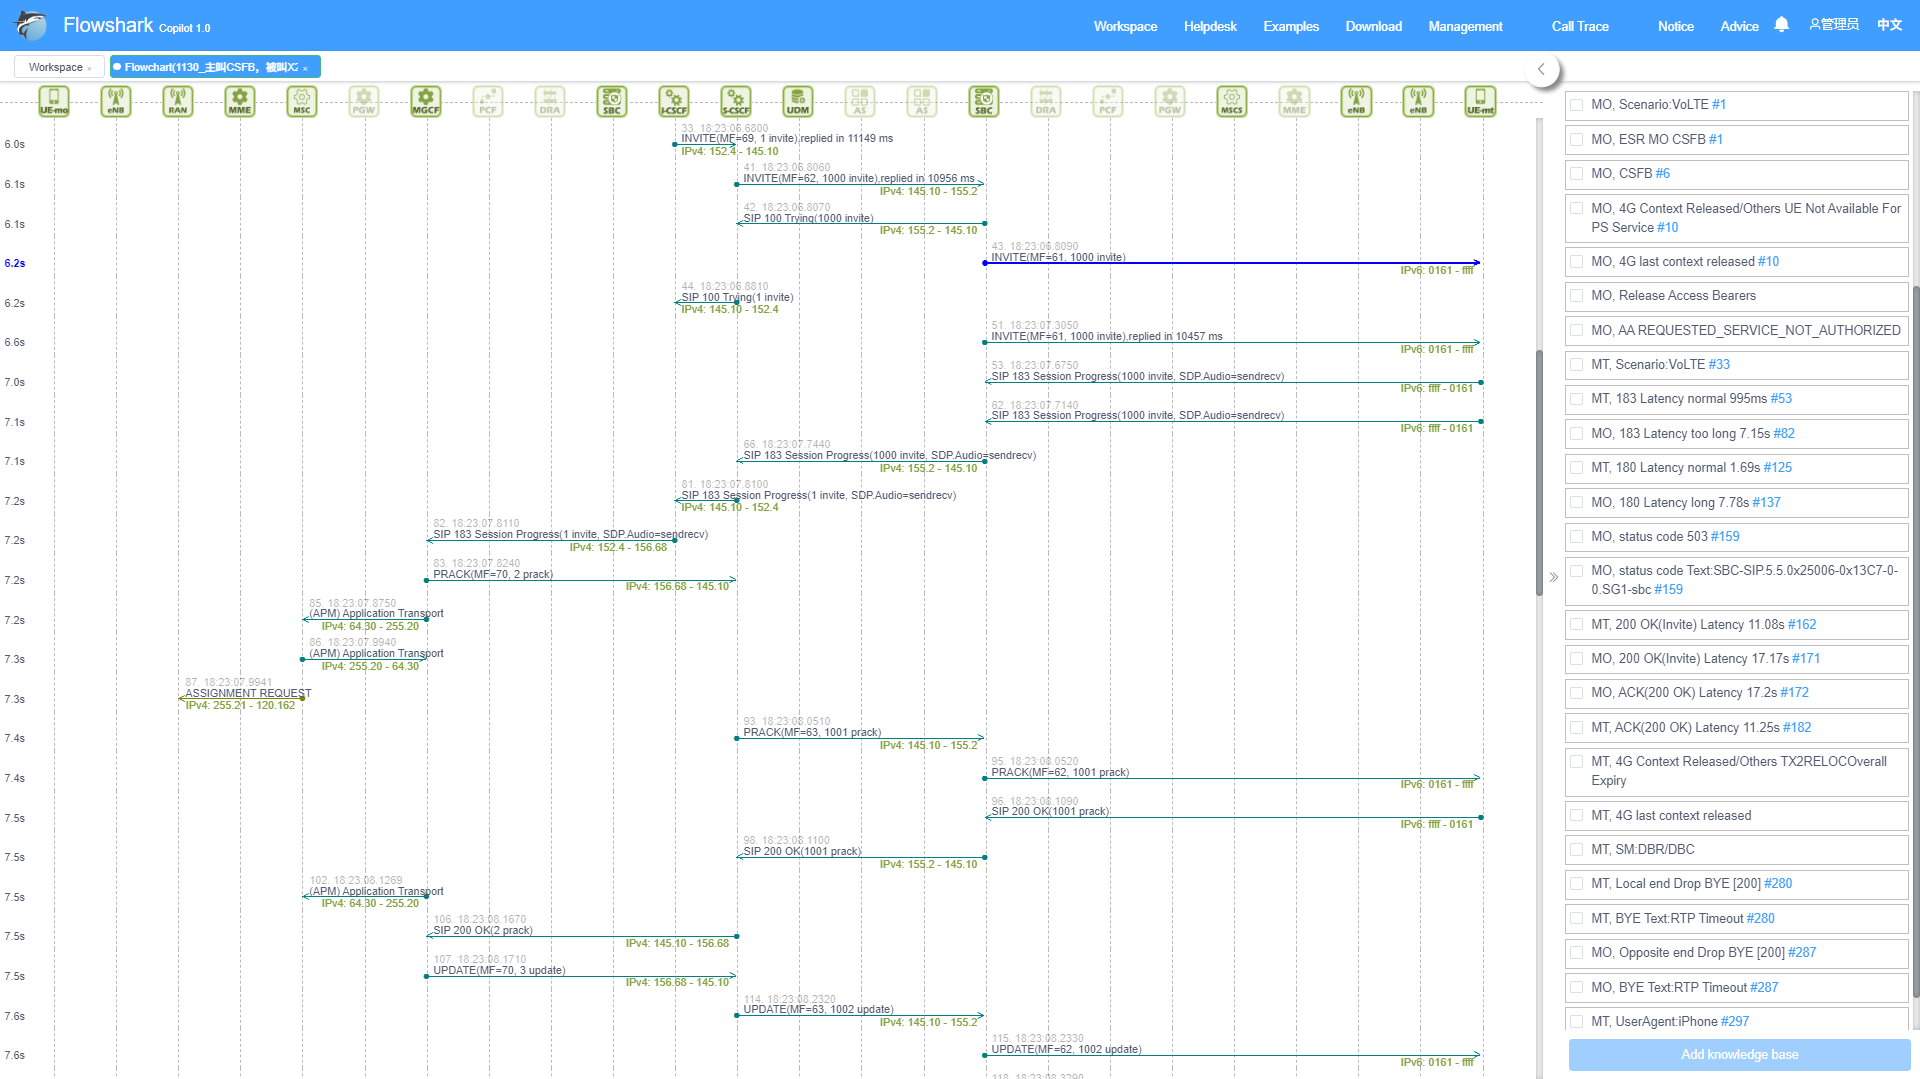 Flowshark Copilot 1.0
Workspace Helpdesk Examples Download Management Call Trace Notice Advice 管理员 中文
Workspace × Flowchart(1130_主叫CSFB，被叫X2 ×
UE-mo eNB RAN MME MSC PGW MGCF PCF DRA SBC I-CSCF S-CSCF UDM AS AS SBC DRA PCF PGW MSCS MME eNB eNB UE-mt
33. 18:23:06.6800
6.0s INVITE(MF=69, 1 invite),replied in 11149 ms
IPv4: 152.4 - 145.10
41. 18:23:06.8060
6.1s INVITE(MF=62, 1000 invite),replied in 10956 ms
IPv4: 145.10 - 155.2
42. 18:23:06.8070
6.1s SIP 100 Trying(1000 invite)
IPv4: 155.2 - 145.10
43. 18:23:06.8090
6.2s INVITE(MF=61, 1000 invite)
IPv6: 0161 - ffff
44. 18:23:06.8810
6.2s SIP 100 Trying(1 invite)
IPv4: 145.10 - 152.4
51. 18:23:07.3050
6.6s INVITE(MF=61, 1000 invite),replied in 10457 ms
IPv6: 0161 - ffff
53. 18:23:07.6750
7.0s SIP 183 Session Progress(1000 invite, SDP.Audio=sendrecv)
IPv6: ffff - 0161
62. 18:23:07.7140
7.1s SIP 183 Session Progress(1000 invite, SDP.Audio=sendrecv)
IPv6: ffff - 0161
66. 18:23:07.7440
7.1s SIP 183 Session Progress(1000 invite, SDP.Audio=sendrecv)
IPv4: 155.2 - 145.10
81. 18:23:07.8100
7.2s SIP 183 Session Progress(1 invite, SDP.Audio=sendrecv)
IPv4: 145.10 - 152.4
82. 18:23:07.8110
7.2s SIP 183 Session Progress(1 invite, SDP.Audio=sendrecv)
IPv4: 152.4 - 156.68
83. 18:23:07.8240
7.2s PRACK(MF=70, 2 prack)
IPv4: 156.68 - 145.10
85. 18:23:07.8750
7.2s (APM) Application Transport
IPv4: 64.30 - 255.20
86. 18:23:07.9940
7.3s (APM) Application Transport
IPv4: 255.20 - 64.30
87. 18:23:07.9941
7.3s ASSIGNMENT REQUEST
IPv4: 255.21 - 120.162
93. 18:23:08.0510
7.4s PRACK(MF=63, 1001 prack)
IPv4: 145.10 - 155.2
95. 18:23:08.0520
7.4s PRACK(MF=62, 1001 prack)
IPv6: 0161 - ffff
96. 18:23:08.1090
7.5s SIP 200 OK(1001 prack)
IPv6: ffff - 0161
98. 18:23:08.1100
7.5s SIP 200 OK(1001 prack)
IPv4: 155.2 - 145.10
102. 18:23:08.1269
7.5s (APM) Application Transport
IPv4: 64.30 - 255.20
106. 18:23:08.1670
7.5s SIP 200 OK(2 prack)
IPv4: 145.10 - 156.68
107. 18:23:08.1710
7.5s UPDATE(MF=70, 3 update)
IPv4: 156.68 - 145.10
114. 18:23:08.2320
7.6s UPDATE(MF=63, 1002 update)
IPv4: 145.10 - 155.2
115. 18:23:08.2330
7.6s UPDATE(MF=62, 1002 update)
IPv6: 0161 - ffff
118. 18:23:08.3290
MO, Scenario:VoLTE #1
MO, ESR MO CSFB #1
MO, CSFB #6
MO, 4G Context Released/Others UE Not Available For
PS Service #10
MO, 4G last context released #10
MO, Release Access Bearers
MO, AA REQUESTED_SERVICE_NOT_AUTHORIZED
MT, Scenario:VoLTE #33
MT, 183 Latency normal 995ms #53
MO, 183 Latency too long 7.15s #82
MT, 180 Latency normal 1.69s #125
MO, 180 Latency long 7.78s #137
MO, status code 503 #159
MO, status code Text:SBC-SIP.5.5.0x25006-0x13C7-0-
0.SG1-sbc #159
MT, 200 OK(Invite) Latency 11.08s #162
MO, 200 OK(Invite) Latency 17.17s #171
MO, ACK(200 OK) Latency 17.2s #172
MT, ACK(200 OK) Latency 11.25s #182
MT, 4G Context Released/Others TX2RELOCOverall
Expiry
MT, 4G last context released
MT, SM:DBR/DBC
MT, Local end Drop BYE [200] #280
MT, BYE Text:RTP Timeout #280
MO, Opposite end Drop BYE [200] #287
MO, BYE Text:RTP Timeout #287
MT, UserAgent:iPhone #297
Add knowledge base